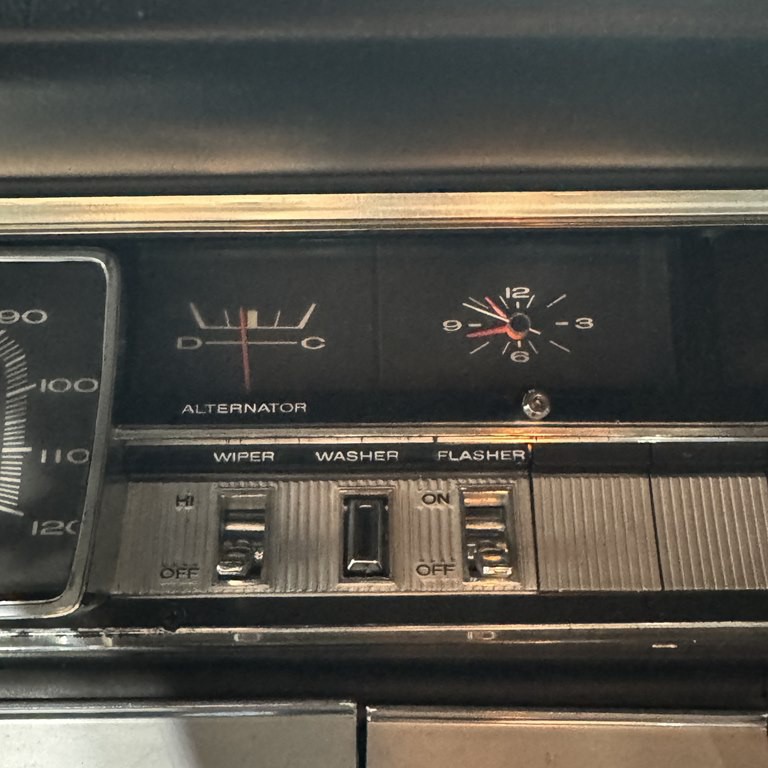 90
100
110
120
D C
ALTERNATOR
12
9 3
6
WIPER WASHER FLASHER
HI ON
OFF OFF